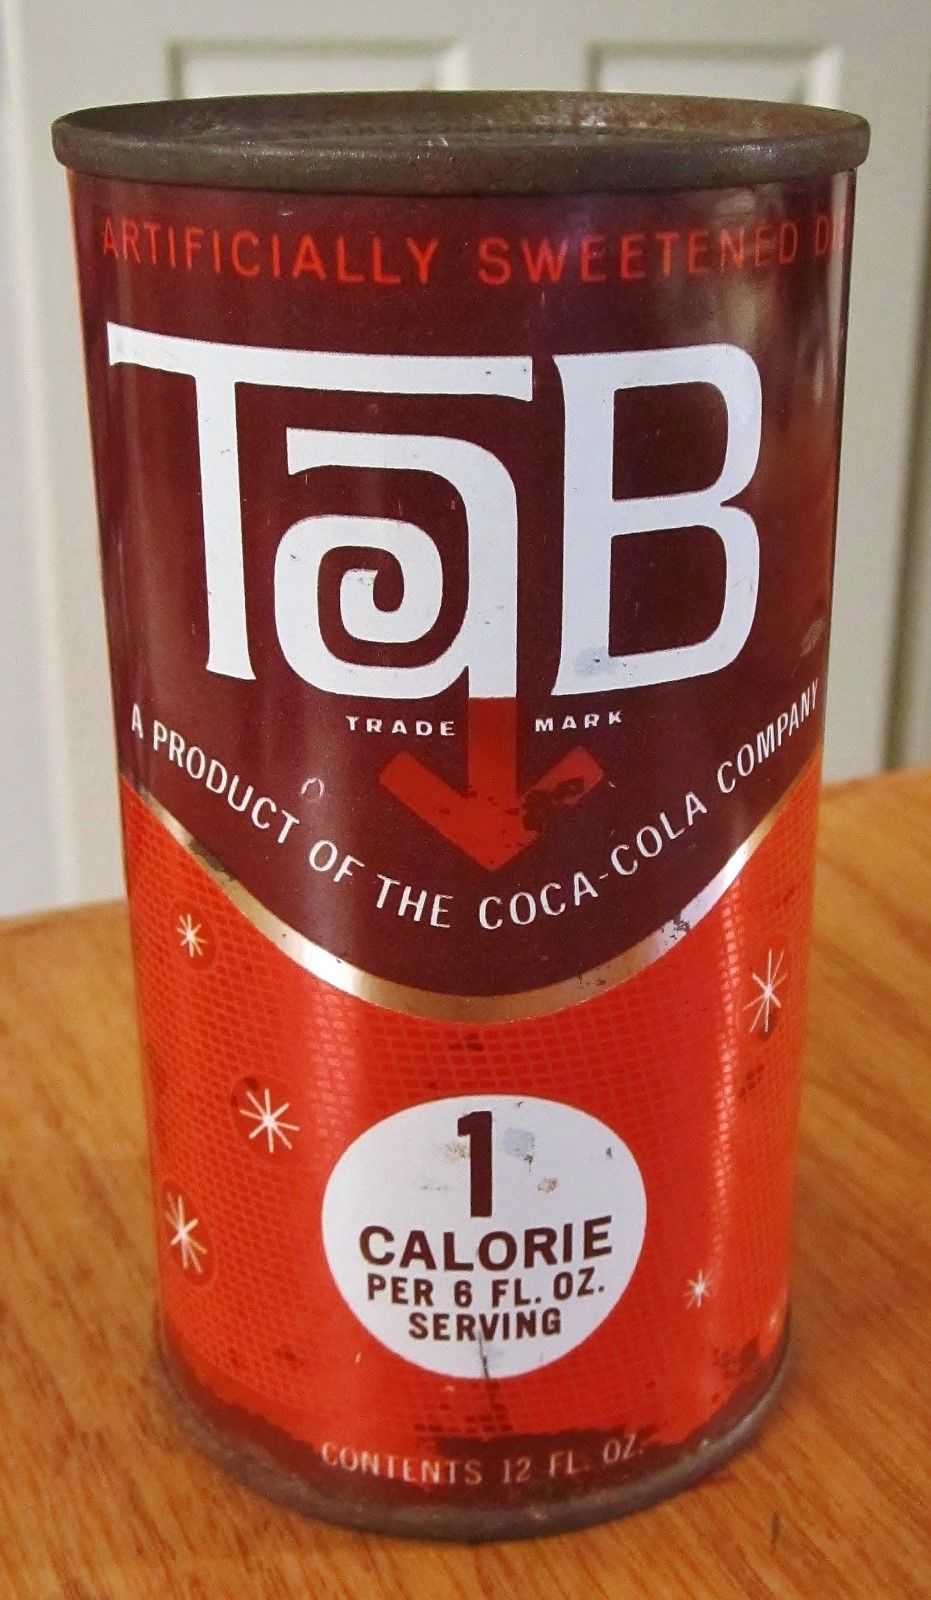 ARTIFICIALLY SWEETENED
TaB
TRADE MARK
A PRODUCT OF THE COCA-COLA COMPANY
1
CALORIE
PER 6 FL. OZ.
SERVING
CONTENTS 12 FL. OZ.